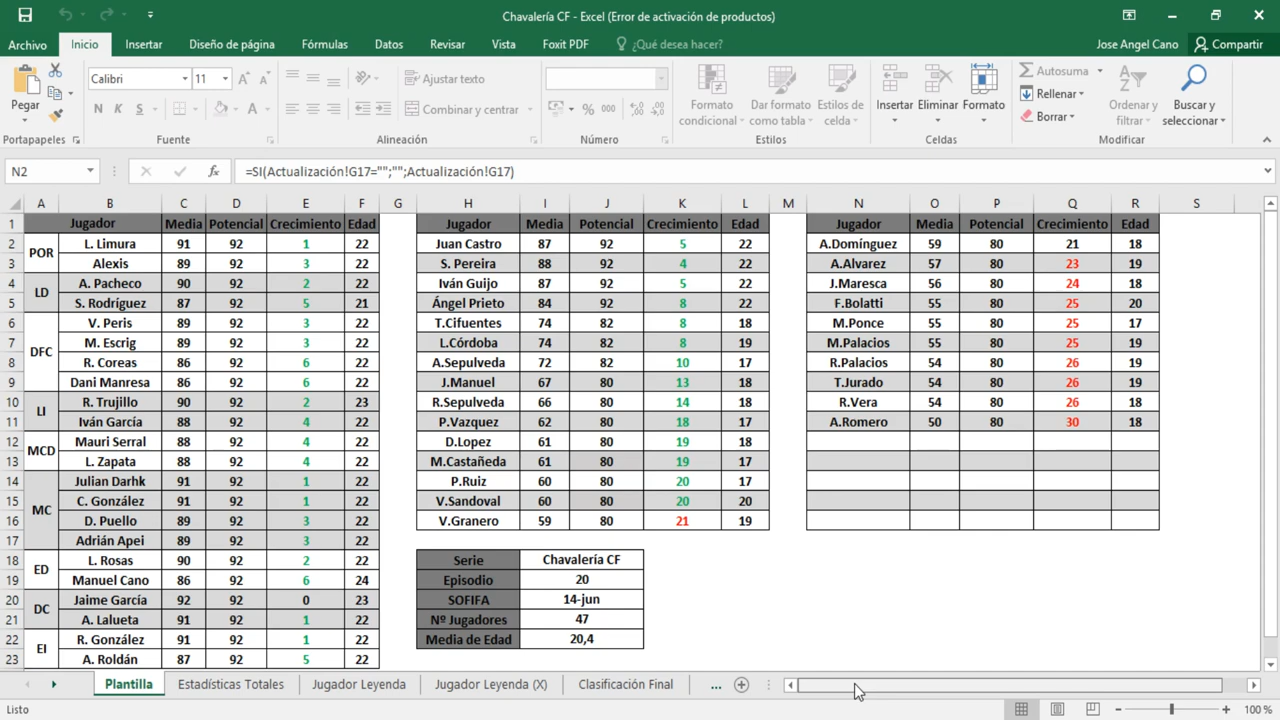 Chavalería CF - Excel (Error de activación de productos)
Archivo Inicio Insertar Diseño de página Fórmulas Datos Revisar Vista Foxit PDF ¿Qué desea hacer? Jose Angel Cano Compartir
Pegar
Calibri 11
N K S
Ajustar texto
Combinar y centrar
% 000
Formato condicional
Dar formato como tabla
Estilos de celda
Insertar Eliminar Formato
Autosuma
Rellenar
Borrar
Ordenar y filtrar
Buscar y seleccionar
Portapapeles Fuente Alineación Número Estilos Celdas Modificar
N2 fx =SI(Actualización!G17="";"";Actualización!G17)
A B C D E F G H I J K L M N O P Q R S
1 Jugador Media Potencial Crecimiento Edad Jugador Media Potencial Crecimiento Edad Jugador Media Potencial Crecimiento Edad
2 POR L. Limura 91 92 1 22 Juan Castro 87 92 5 22 A.Domínguez 59 80 21 18
3 Alexis 89 92 3 22 S. Pereira 88 92 4 22 A.Alvarez 57 80 23 19
4 LD A. Pacheco 90 92 2 22 Iván Guijo 87 92 5 22 J.Maresca 56 80 24 18
5 S. Rodríguez 87 92 5 21 Ángel Prieto 84 92 8 22 F.Bolatti 55 80 25 20
6 DFC V. Peris 89 92 3 22 T.Cifuentes 74 82 8 18 M.Ponce 55 80 25 17
7 M. Escrig 89 92 3 22 L.Córdoba 74 82 8 19 M.Palacios 55 80 25 19
8 R. Coreas 86 92 6 22 A.Sepulveda 72 82 10 17 R.Palacios 54 80 26 19
9 Dani Manresa 86 92 6 22 J.Manuel 67 80 13 18 T.Jurado 54 80 26 19
10 LI R. Trujillo 90 92 2 23 R.Sepulveda 66 80 14 18 R.Vera 54 80 26 18
11 Iván García 88 92 4 22 P.Vazquez 62 80 18 17 A.Romero 50 80 30 18
12 MCD Mauri Serral 88 92 4 22 D.Lopez 61 80 19 18
13 L. Zapata 88 92 4 22 M.Castañeda 61 80 19 17
14 MC Julian Darhk 91 92 1 22 P.Ruiz 60 80 20 17
15 C. González 91 92 1 22 V.Sandoval 60 80 20 20
16 D. Puello 89 92 3 22 V.Granero 59 80 21 19
17 Adrián Apei 89 92 3 22
18 ED L. Rosas 90 92 2 22 Serie Chavalería CF
19 Manuel Cano 86 92 6 24 Episodio 20
20 DC Jaime García 92 92 0 23 SOFIFA 14-jun
21 A. Lalueta 91 92 1 22 Nº Jugadores 47
22 EI R. González 91 92 1 22 Media de Edad 20,4
23 A. Roldán 87 92 5 22
Plantilla Estadísticas Totales Jugador Leyenda Jugador Leyenda (X) Clasificación Final ...
Listo 100 %